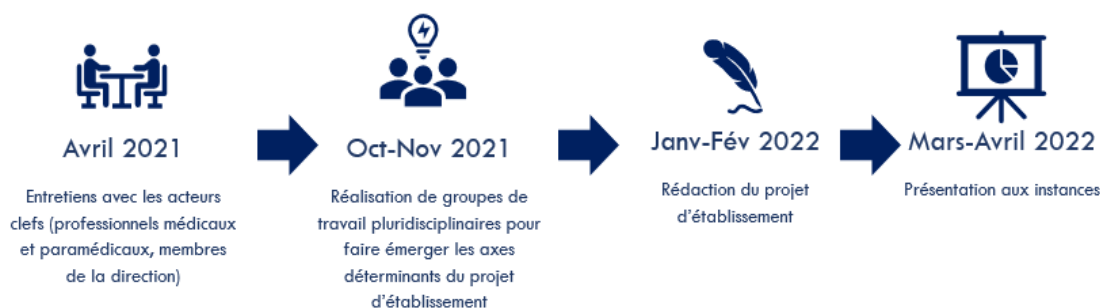 Avril 2021
Entretiens avec les acteurs
clefs (professionnels médicaux
et paramédicaux, membres
de la direction)
Oct-Nov 2021
Réalisation de groupes de
travail pluridisciplinaires pour
faire émerger les axes
déterminants du projet
d'établissement
Janv-Fév 2022
Rédaction du projet
d'établissement
Mars-Avril 2022
Présentation aux instances